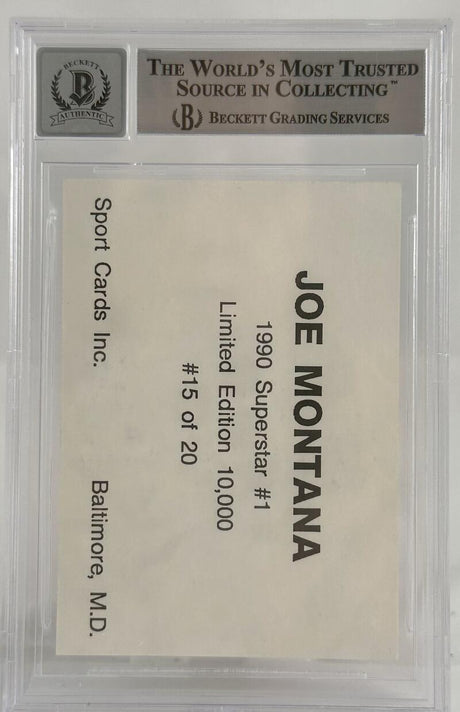 BECKETT
B
AUTHENTIC
THE WORLD'S MOST TRUSTED
SOURCE IN COLLECTING™
(B) BECKETT GRADING SERVICES
JOE MONTANA
1990 Superstar #1
Limited Edition 10,000
#15 of 20
Sport Cards Inc. Baltimore, M.D.